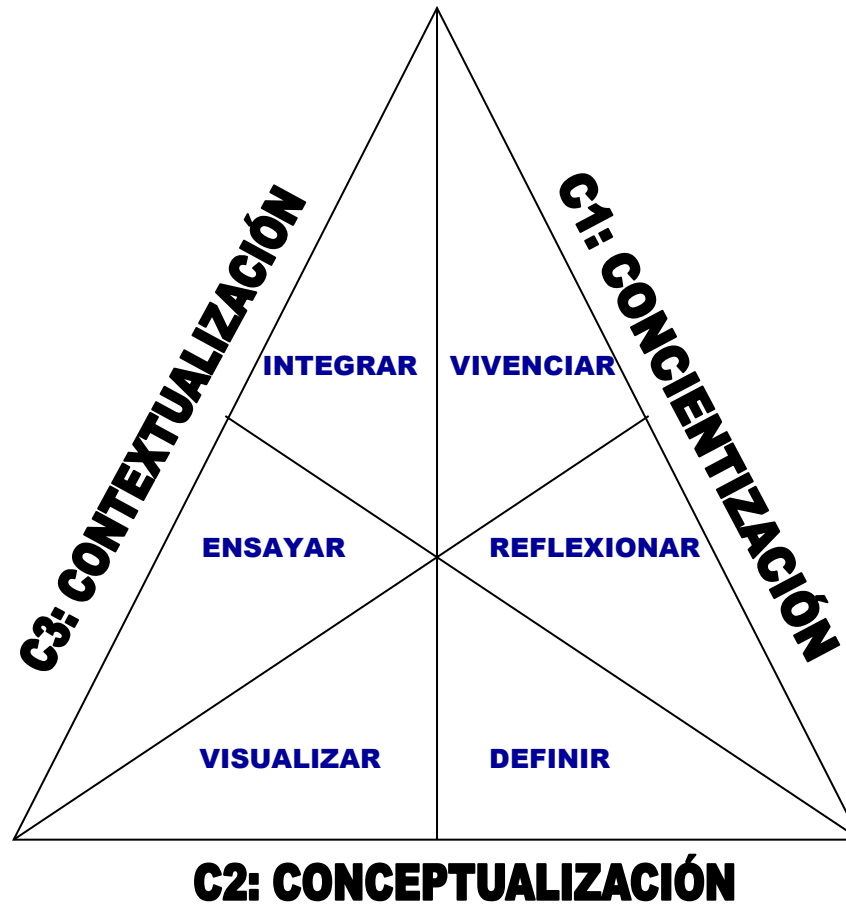 C1: CONCIENTIZACIÓN
C3: CONTEXTUALIZACIÓN
INTEGRAR
VIVENCIAR
ENSAYAR
REFLEXIONAR
VISUALIZAR
DEFINIR
C2: CONCEPTUALIZACIÓN